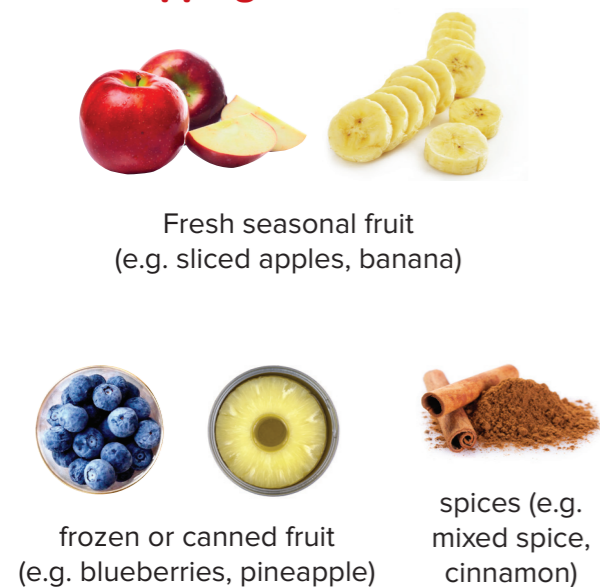 Fresh seasonal fruit
(e.g. sliced apples, banana)
frozen or canned fruit
(e.g. blueberries, pineapple)
spices (e.g.
mixed spice,
cinnamon)